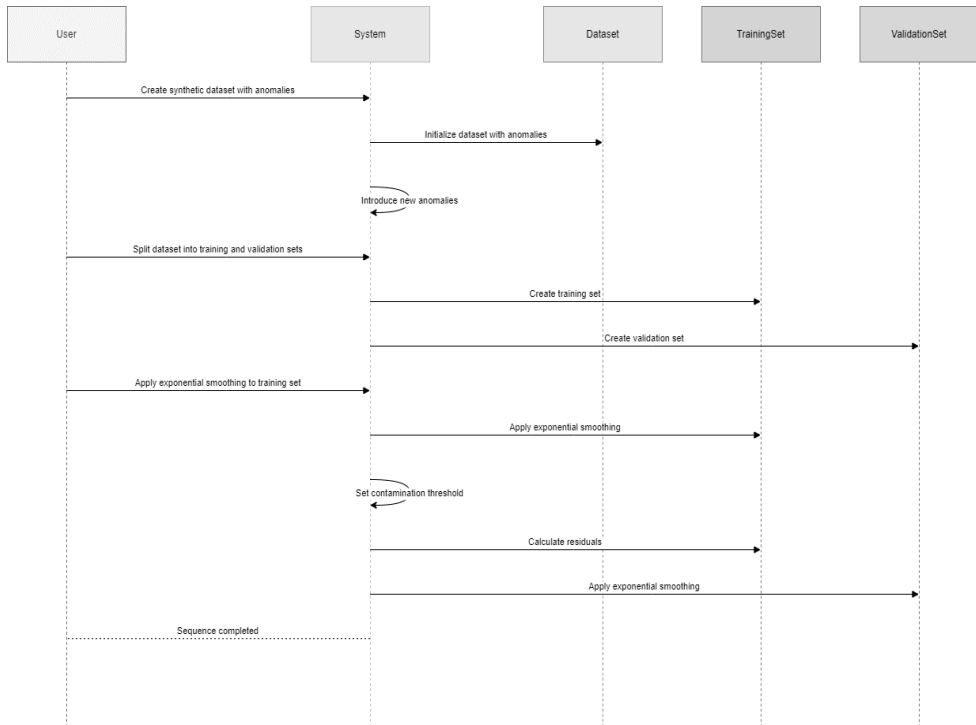 User
System
Dataset
TrainingSet
ValidationSet
Create synthetic dataset with anomalies
Initialize dataset with anomalies
Introduce new anomalies
Split dataset into training and validation sets
Create training set
Create validation set
Apply exponential smoothing to training set
Apply exponential smoothing
Set contamination threshold
Calculate residuals
Apply exponential smoothing
Sequence completed